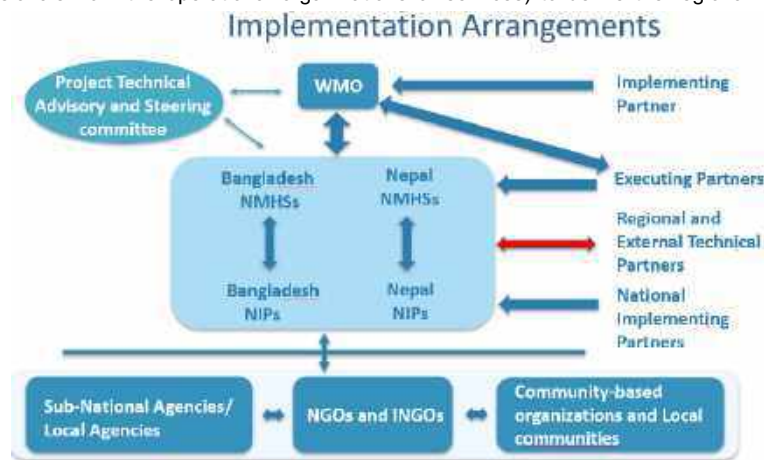 Implementation Arrangements
Project Technical
Advisory and Steering
committee
WMO
Implementing
Partner
Bangladesh
NMHSs
Nepal
NMHSs
Executing Partners
Regional and
External Technical
Partners
Bangladesh
NIPs
Nepal
NIPs
National
Implementing
Partners
Sub-National Agencies/
Local Agencies
NGOs and INGOs
Community-based
organizations and Local
communities